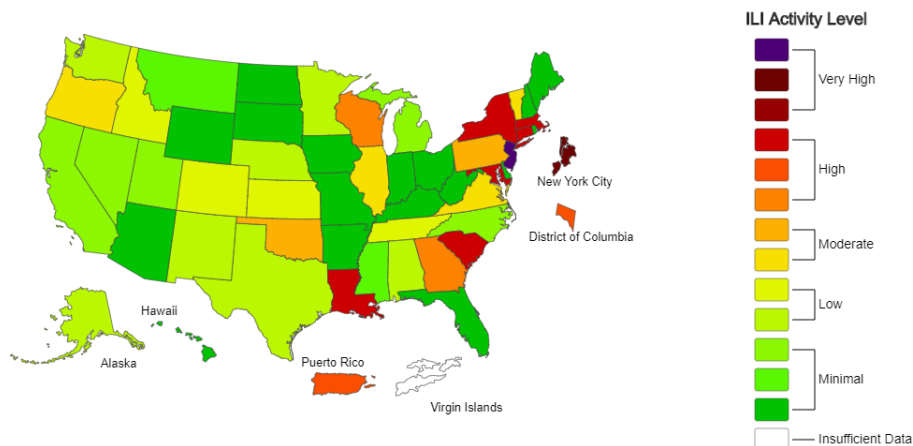 ILI Activity Level
Very High
High
New York City
District of Columbia
Moderate
Low
Hawaii
Alaska
Puerto Rico
Minimal
Virgin Islands
Insufficient Data